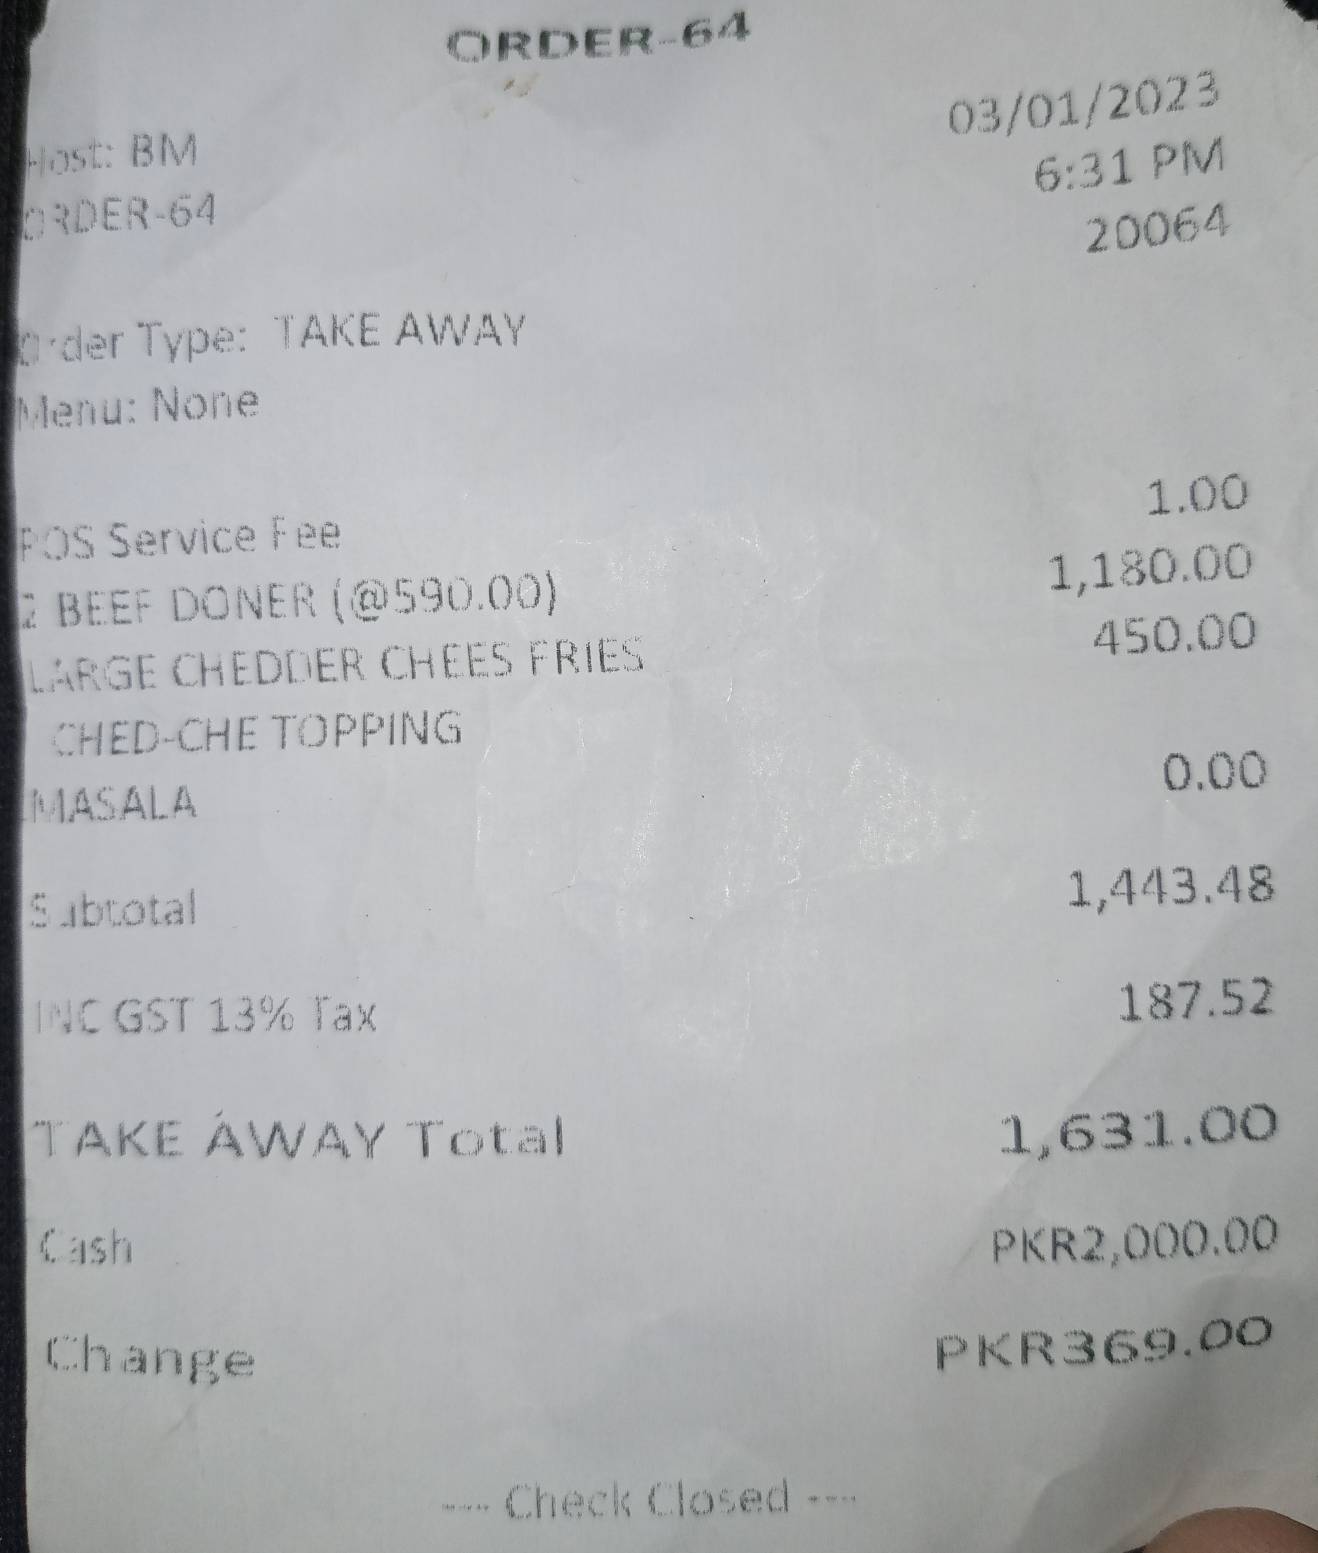 ORDER-64
03/01/2023
Host: BM
6:31 PM
ORDER-64
20064
Order Type: TAKE AWAY
Menu: None
POS Service Fee 1.00
2 BEEF DONER (@590.00) 1,180.00
LARGE CHEDDER CHEES FRIES 450.00
CHED-CHE TOPPING
MASALA 0.00
Subtotal 1,443.48
INC GST 13% Tax 187.52
TAKE AWAY Total 1,631.00
Cash PKR2,000.00
Change PKR369.00
---- Check Closed ----